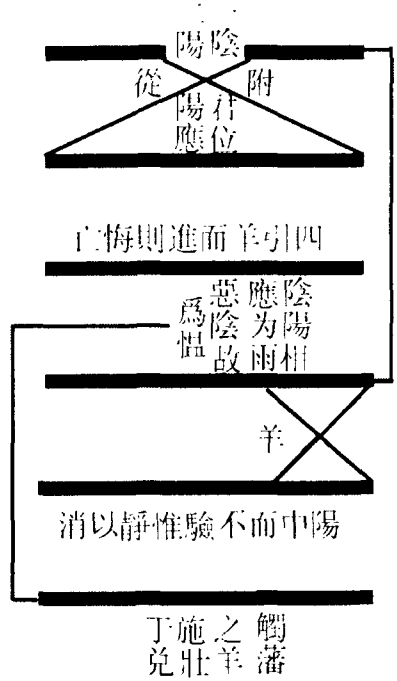 陰陽
附
從
君位
陽應
四引羊而進則悔亡
陰陽相
應为雨
惡陰故
爲慍
羊
陽中而不驗惟靜以消
觸藩
之羊
施壯
丁兌